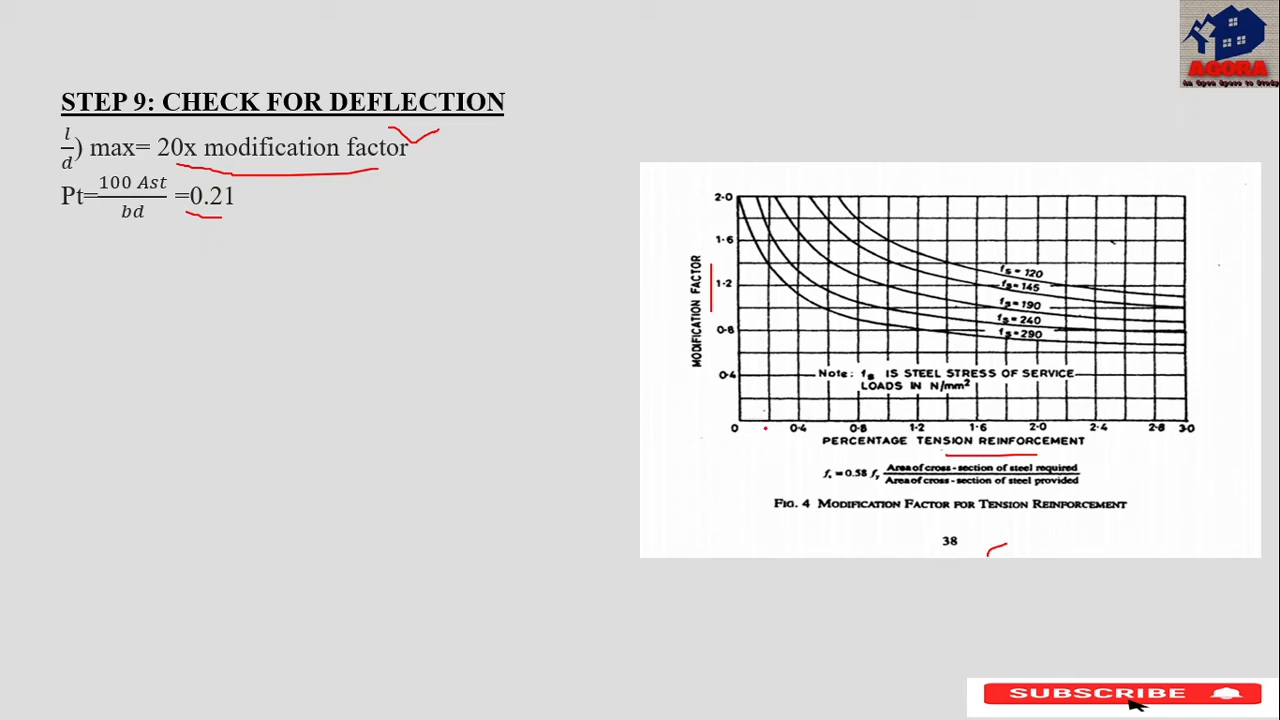 AGORA
An Open Space to Study
STEP 9: CHECK FOR DEFLECTION
l/d) max= 20x modification factor
Pt=100 Ast/bd =0.21
MODIFICATION FACTOR
2·0
1·6
1·2
0·8
0·4
fs = 120
fs = 145
fs = 190
fs = 240
fs = 290
Note: fs IS STEEL STRESS OF SERVICE
LOADS IN N/mm²
0 0·4 0·8 1·2 1·6 2·0 2·4 2·8 3·0
PERCENTAGE TENSION REINFORCEMENT
fs = 0.58 fy Area of cross-section of steel required / Area of cross-section of steel provided
FIG. 4 MODIFICATION FACTOR FOR TENSION REINFORCEMENT
38
SUBSCRIBE